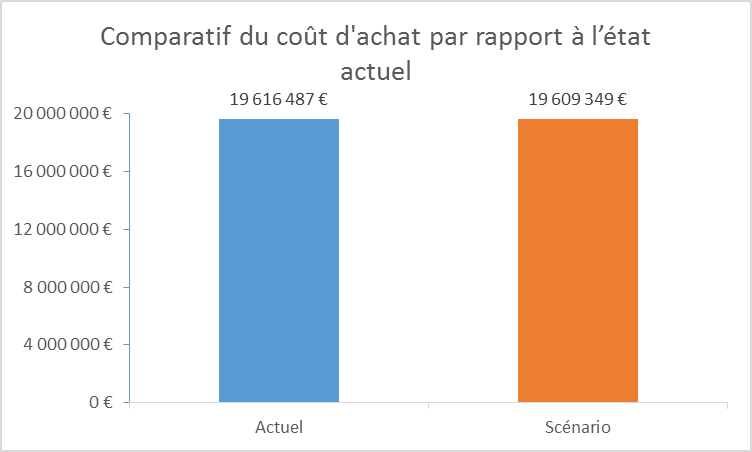 Comparatif du coût d'achat par rapport à l’état
actuel
19 616 487 €
19 609 349 €
20 000 000 €
16 000 000 €
12 000 000 €
8 000 000 €
4 000 000 €
0 €
Actuel
Scénario